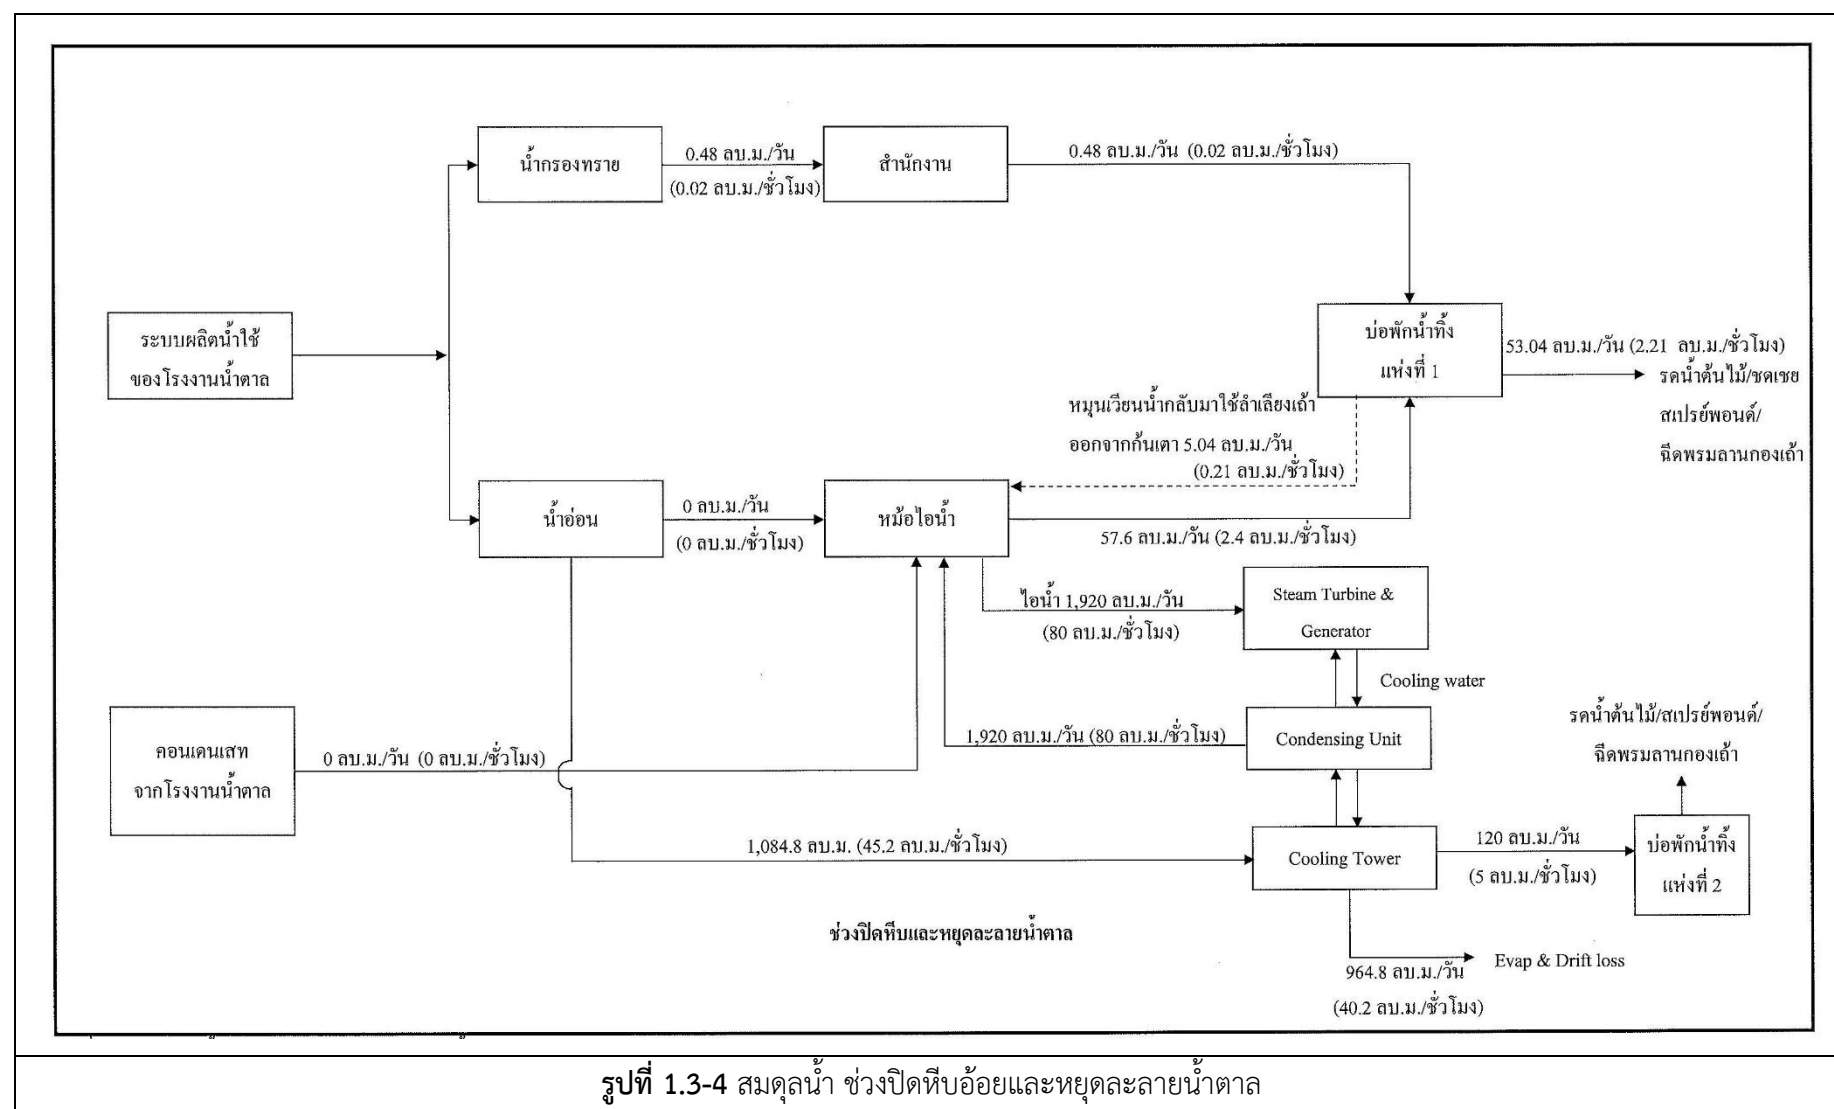 น้ำกรองทราย
0.48 ลบ.ม./วัน
(0.02 ลบ.ม./ชั่วโมง)
สำนักงาน
0.48 ลบ.ม./วัน (0.02 ลบ.ม./ชั่วโมง)
ระบบผลิตน้ำใช้
ของโรงงานน้ำตาล
บ่อพักน้ำทิ้ง
แห่งที่ 1
53.04 ลบ.ม./วัน (2.21 ลบ.ม./ชั่วโมง)
รดน้ำต้นไม้/ชดเชย
สเปรย์พอนด์/
ฉีดพรมลานกองเถ้า
หมุนเวียนน้ำกลับมาใช้ลำเลียงเถ้า
ออกจากก้นเตา 5.04 ลบ.ม./วัน
(0.21 ลบ.ม./ชั่วโมง)
น้ำอ่อน
0 ลบ.ม./วัน
(0 ลบ.ม./ชั่วโมง)
หม้อไอน้ำ
57.6 ลบ.ม./วัน (2.4 ลบ.ม./ชั่วโมง)
ไอน้ำ 1,920 ลบ.ม./วัน
(80 ลบ.ม./ชั่วโมง)
Steam Turbine &
Generator
Cooling water
คอนเดนเสท
จากโรงงานน้ำตาล
0 ลบ.ม./วัน (0 ลบ.ม./ชั่วโมง)
1,920 ลบ.ม./วัน (80 ลบ.ม./ชั่วโมง)
Condensing Unit
รดน้ำต้นไม้/สเปรย์พอนด์/
ฉีดพรมลานกองเถ้า
1,084.8 ลบ.ม. (45.2 ลบ.ม./ชั่วโมง)
Cooling Tower
120 ลบ.ม./วัน
(5 ลบ.ม./ชั่วโมง)
บ่อพักน้ำทิ้ง
แห่งที่ 2
ช่วงปิดหีบและหยุดละลายน้ำตาล
964.8 ลบ.ม./วัน
(40.2 ลบ.ม./ชั่วโมง)
Evap & Drift loss
รูปที่ 1.3-4 สมดุลน้ำ ช่วงปิดหีบอ้อยและหยุดละลายน้ำตาล